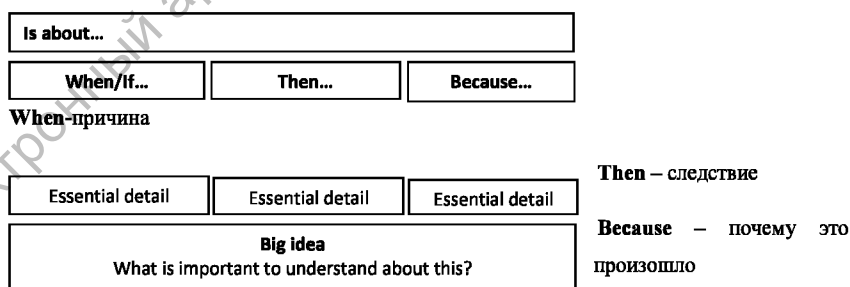 Is about...
When/If... Then... Because...
When-причина
Then – следствие
Essential detail Essential detail Essential detail
Because – почему это
произошло
Big idea
What is important to understand about this?